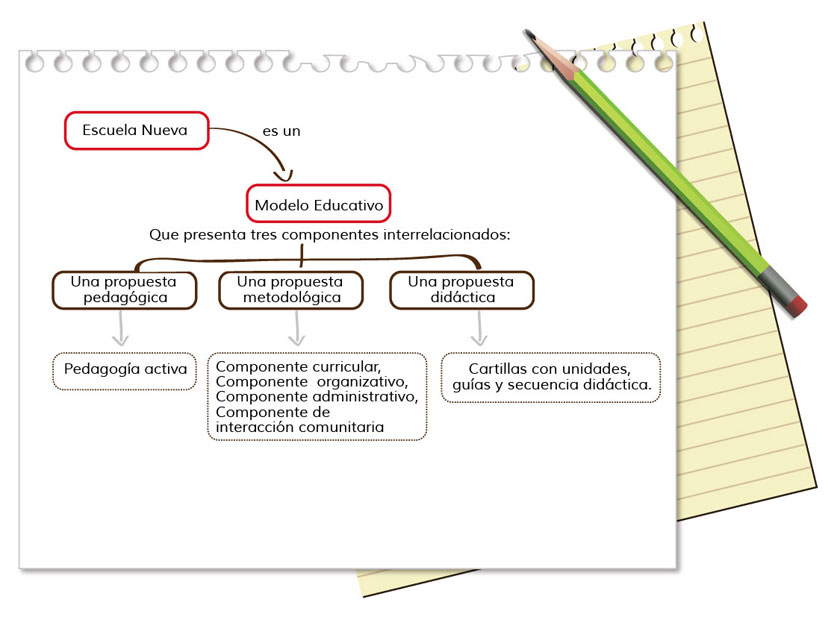 Escuela Nueva
es un
Modelo Educativo
Que presenta tres componentes interrelacionados:
Una propuesta
pedagógica
Una propuesta
metodológica
Una propuesta
didáctica
Pedagogía activa
Componente curricular,
Componente organizativo,
Componente administrativo,
Componente de
interacción comunitaria
Cartillas con unidades,
guías y secuencia didáctica.